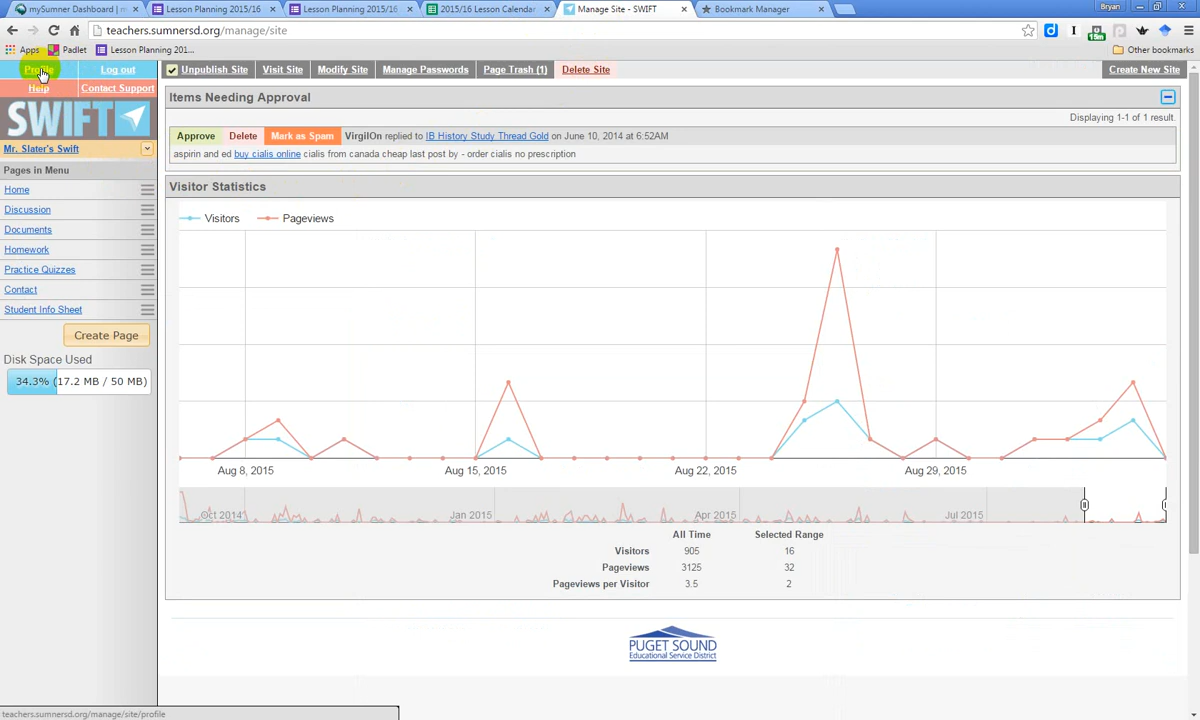 mySumner Dashboard | m
Lesson Planning 2015/16
Lesson Planning 2015/16
2015/16 Lesson Calendar
Manage Site - SWIFT
Bookmark Manager
Bryan
teachers.sumnersd.org/manage/site
15m
Apps Padlet Lesson Planning 201...
Other bookmarks
Profile Log out
Help Contact Support
SWIFT
Mr. Slater's Swift
Pages in Menu
Home
Discussion
Documents
Homework
Practice Quizzes
Contact
Student Info Sheet
Create Page
Disk Space Used
34.3% (17.2 MB / 50 MB)
Unpublish Site Visit Site Modify Site Manage Passwords Page Trash (1) Delete Site Create New Site
Items Needing Approval
Displaying 1-1 of 1 result.
Approve Delete Mark as Spam VirgilOn replied to IB History Study Thread Gold on June 10, 2014 at 6:52AM
aspirin and ed buy cialis online cialis from canada cheap last post by - order cialis no prescription
Visitor Statistics
Visitors Pageviews
Aug 8, 2015 Aug 15, 2015 Aug 22, 2015 Aug 29, 2015
Oct 2014 Jan 2015 Apr 2015 Jul 2015
All Time Selected Range
Visitors 905 16
Pageviews 3125 32
Pageviews per Visitor 3.5 2
PUGET SOUND
Educational Service District
teachers.sumnersd.org/manage/site/profile